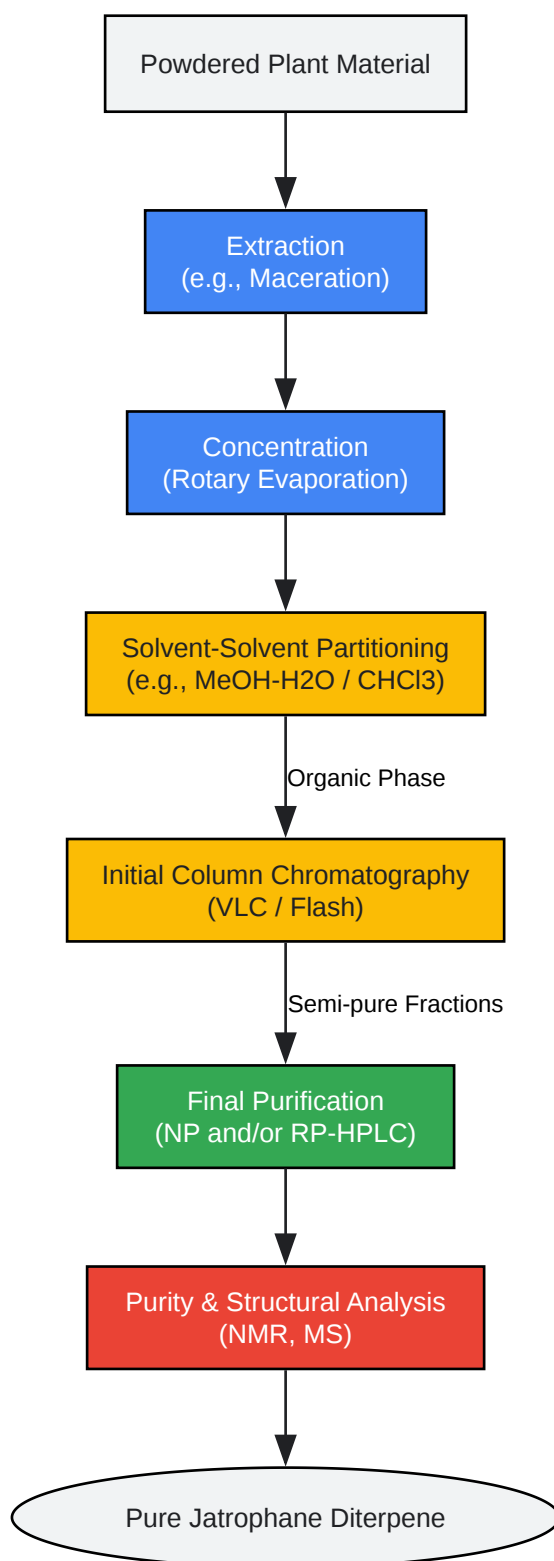 Powdered Plant Material
Extraction
(e.g., Maceration)
Concentration
(Rotary Evaporation)
Solvent-Solvent Partitioning
(e.g., MeOH-H2O / CHCl3)
Organic Phase
Initial Column Chromatography
(VLC / Flash)
Semi-pure Fractions
Final Purification
(NP and/or RP-HPLC)
Purity & Structural Analysis
(NMR, MS)
Pure Jatrophane Diterpene